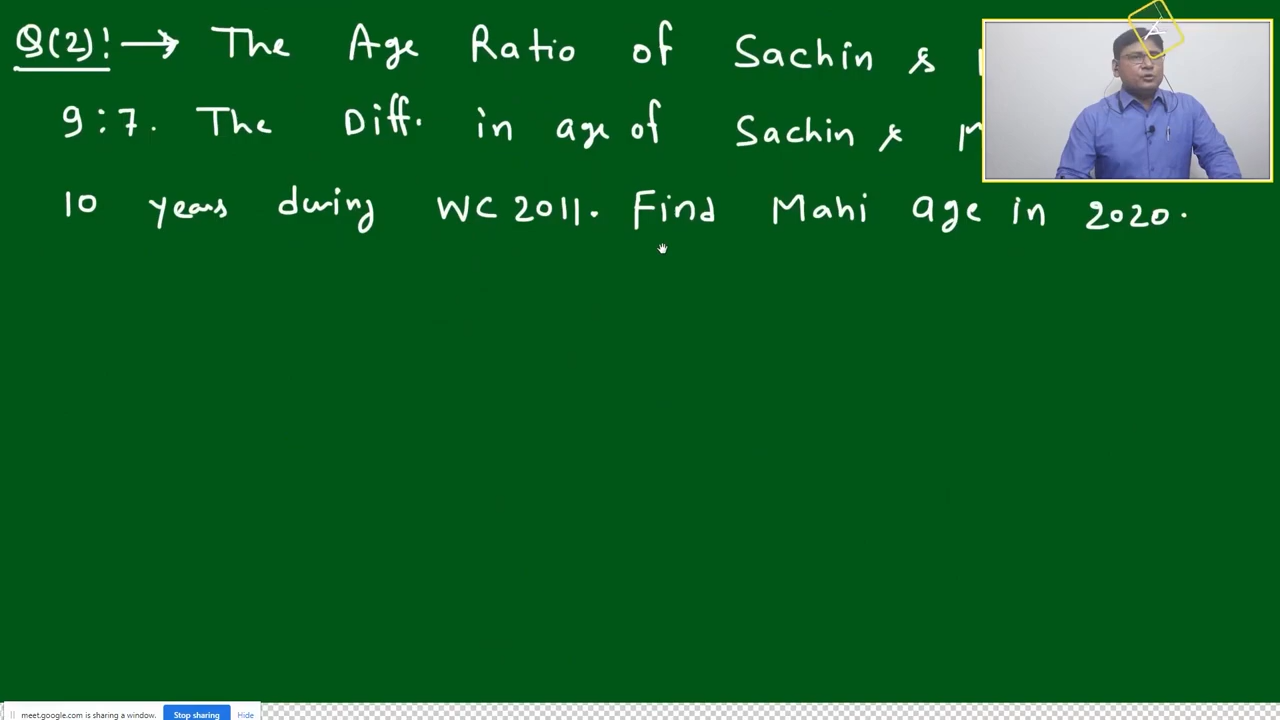 Q(2)!→ The Age Ratio of Sachin &
9:7. The Diff. in age of Sachin &
10 years during WC 2011. Find Mahi age in 2020.
meet.google.com is sharing a window. Stop sharing Hide